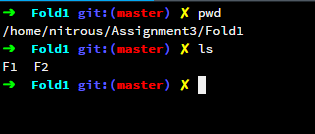 ➜  Fold1 git:(master) ✗ pwd
/home/nitrous/Assignment3/Fold1
➜  Fold1 git:(master) ✗ ls
F1  F2
➜  Fold1 git:(master) ✗